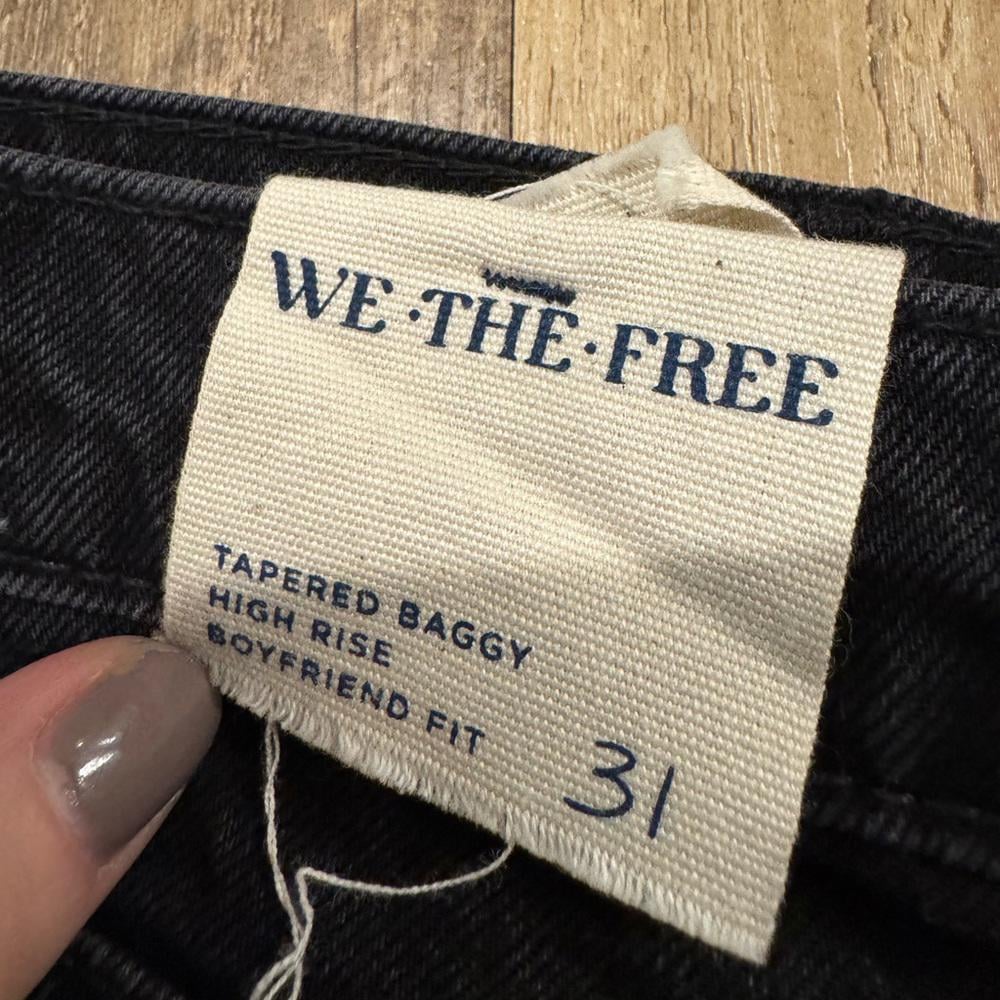 WE·THE·FREE
TAPERED BAGGY
HIGH RISE
BOYFRIEND FIT
31